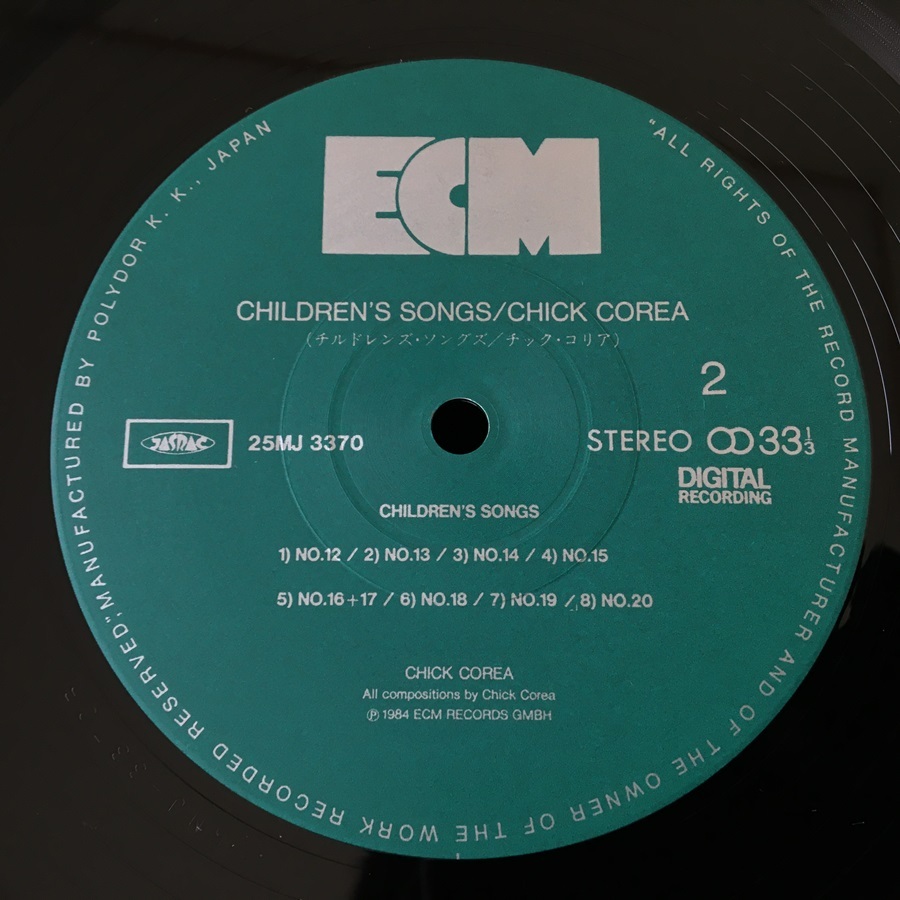 ECM
CHILDREN'S SONGS/CHICK COREA
(チルドレンズ・ソングズ/チック・コリア)
2
JASRAC
25MJ 3370
STEREO 33 1/3
DIGITAL
RECORDING
CHILDREN'S SONGS
1) NO.12 / 2) NO.13 / 3) NO.14 / 4) NO.15
5) NO.16+17 / 6) NO.18 / 7) NO.19 / 8) NO.20
CHICK COREA
All compositions by Chick Corea
Ⓟ 1984 ECM RECORDS GMBH
"ALL RIGHTS OF THE RECORD MANUFACTURER AND OF THE OWNER OF THE WORK RECORDED RESERVED", MANUFACTURED BY POLYDOR K. K., JAPAN